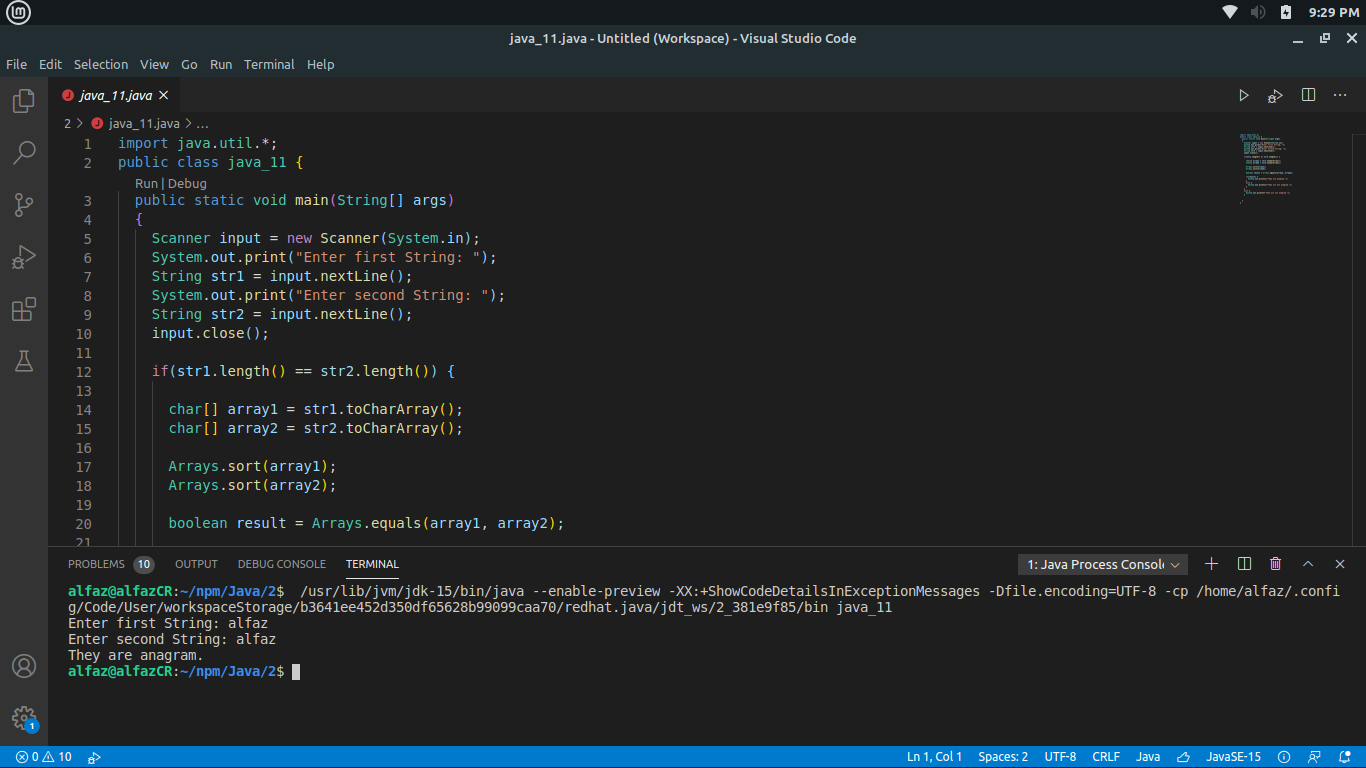 9:29 PM
java_11.java - Untitled (Workspace) - Visual Studio Code
File Edit Selection View Go Run Terminal Help
java_11.java
2 > java_11.java > ...
1 import java.util.*;
2 public class java_11 {
Run | Debug
3 public static void main(String[] args)
4 {
5 Scanner input = new Scanner(System.in);
6 System.out.print("Enter first String: ");
7 String str1 = input.nextLine();
8 System.out.print("Enter second String: ");
9 String str2 = input.nextLine();
10 input.close();
11
12 if(str1.length() == str2.length()) {
13
14 char[] array1 = str1.toCharArray();
15 char[] array2 = str2.toCharArray();
16
17 Arrays.sort(array1);
18 Arrays.sort(array2);
19
20 boolean result = Arrays.equals(array1, array2);
21
PROBLEMS 10 OUTPUT DEBUG CONSOLE TERMINAL 1: Java Process Consol
alfaz@alfazCR:~/npm/Java/2$ /usr/lib/jvm/jdk-15/bin/java --enable-preview -XX:+ShowCodeDetailsInExceptionMessages -Dfile.encoding=UTF-8 -cp /home/alfaz/.confi
g/Code/User/workspaceStorage/b3641ee452d350df65628b99099caa70/redhat.java/jdt_ws/2_381e9f85/bin java_11
Enter first String: alfaz
Enter second String: alfaz
They are anagram.
alfaz@alfazCR:~/npm/Java/2$
1
0 10 Ln 1, Col 1 Spaces: 2 UTF-8 CRLF Java JavaSE-15